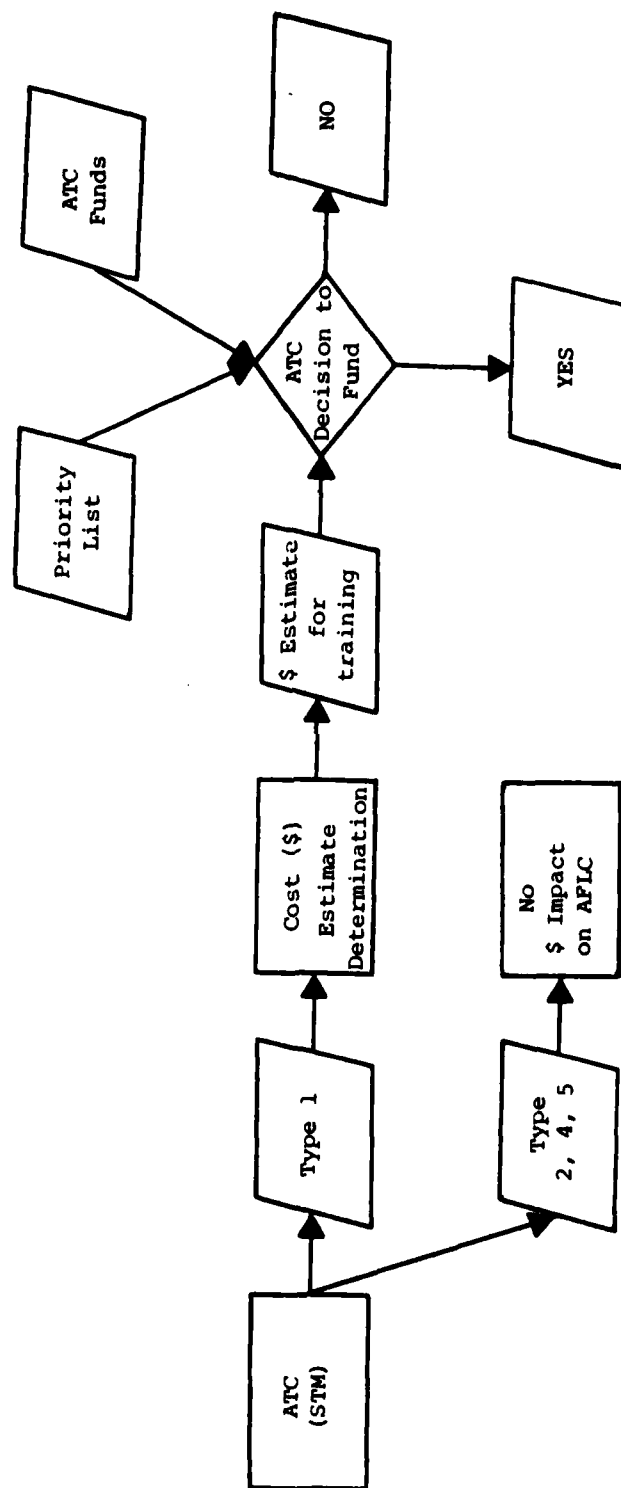 ATC
(STM)
Type 1
Cost ($)
Estimate
Determination
$ Estimate
for
training
Priority
List
ATC
Funds
ATC
Decision to
Fund
NO
YES
Type
2, 4, 5
No
$ Impact
on AFLC